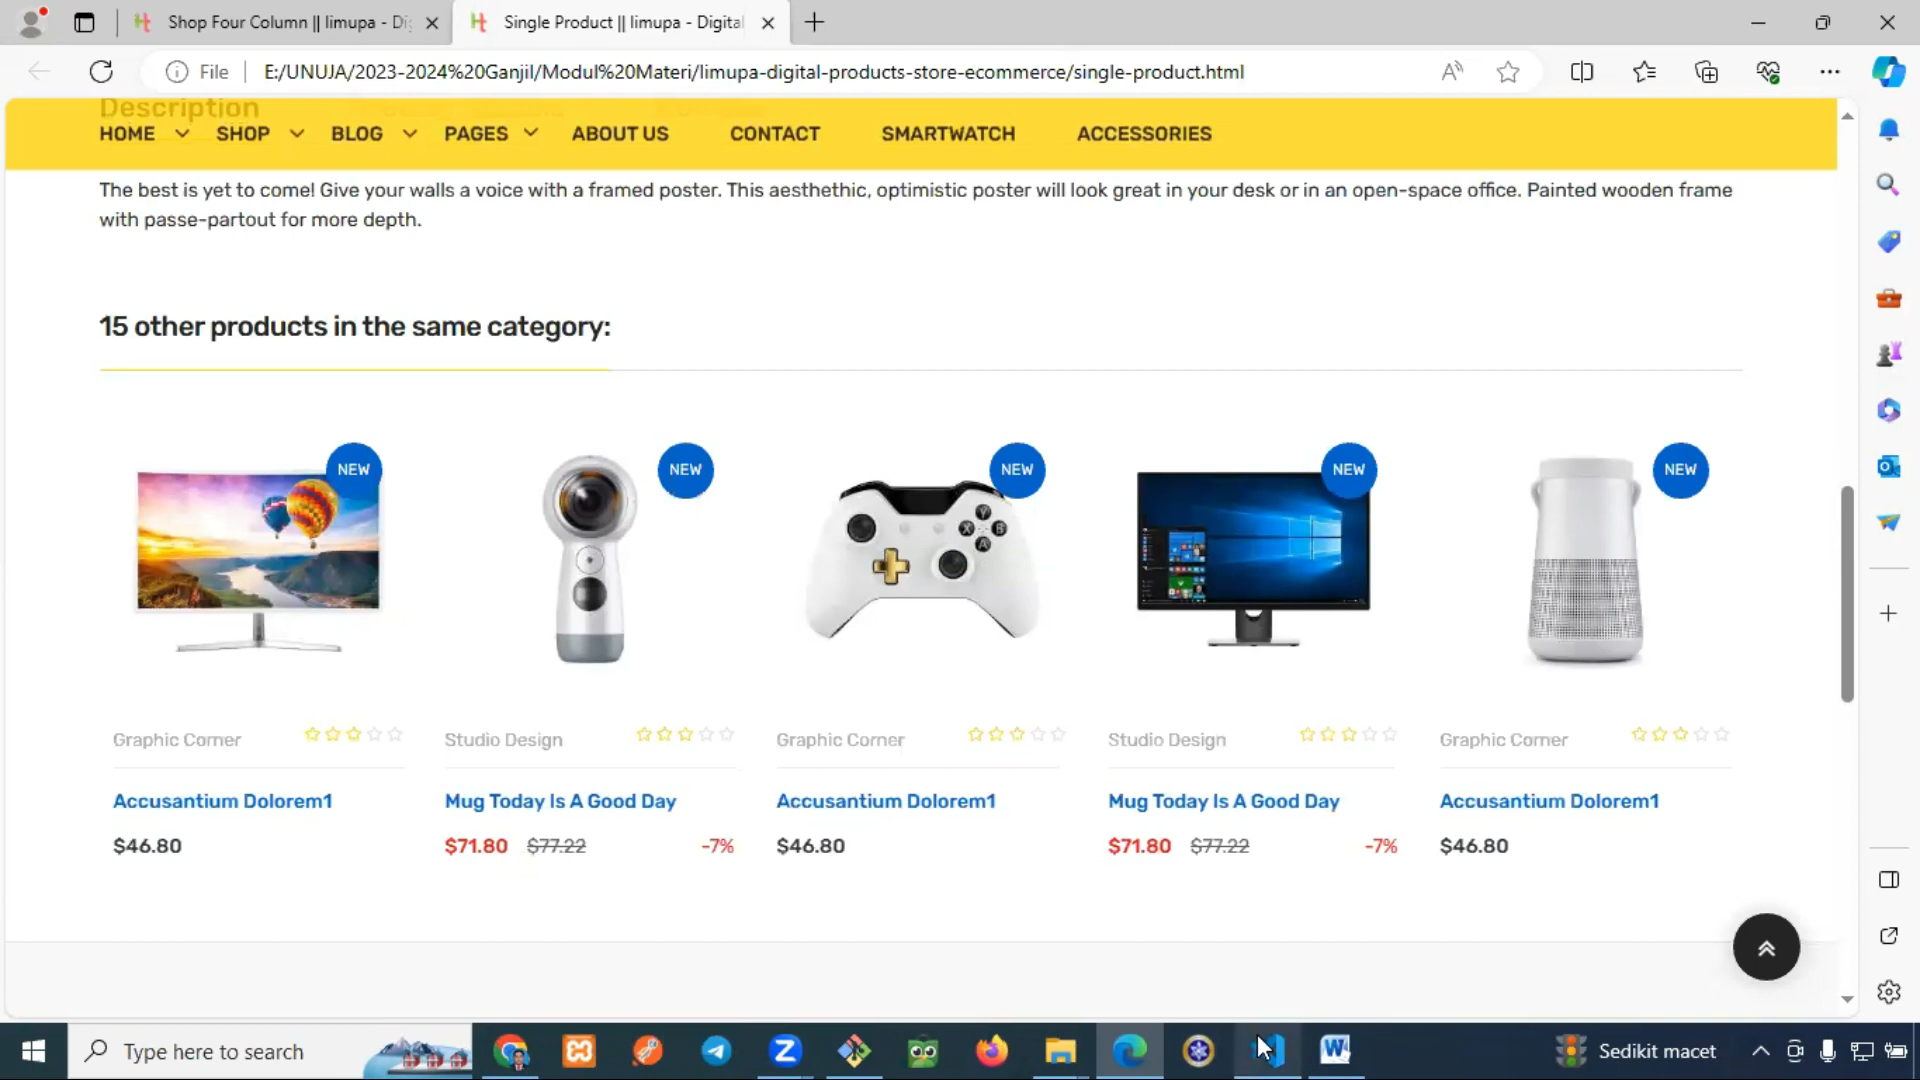 Shop Four Column || limupa - Di
Single Product || limupa - Digital
File
E:/UNUJA/2023-2024%20Ganjil/Modul%20Materi/limupa-digital-products-store-ecommerce/single-product.html
Description
HOME SHOP BLOG PAGES ABOUT US CONTACT SMARTWATCH ACCESSORIES
The best is yet to come! Give your walls a voice with a framed poster. This aesthethic, optimistic poster will look great in your desk or in an open-space office. Painted wooden frame
with passe-partout for more depth.
15 other products in the same category:
NEW NEW NEW NEW NEW
Graphic Corner Studio Design Graphic Corner Studio Design Graphic Corner
Accusantium Dolorem1 Mug Today Is A Good Day Accusantium Dolorem1 Mug Today Is A Good Day Accusantium Dolorem1
$46.80 $71.80 $77.22 -7% $46.80 $71.80 $77.22 -7% $46.80
Type here to search
Sedikit macet